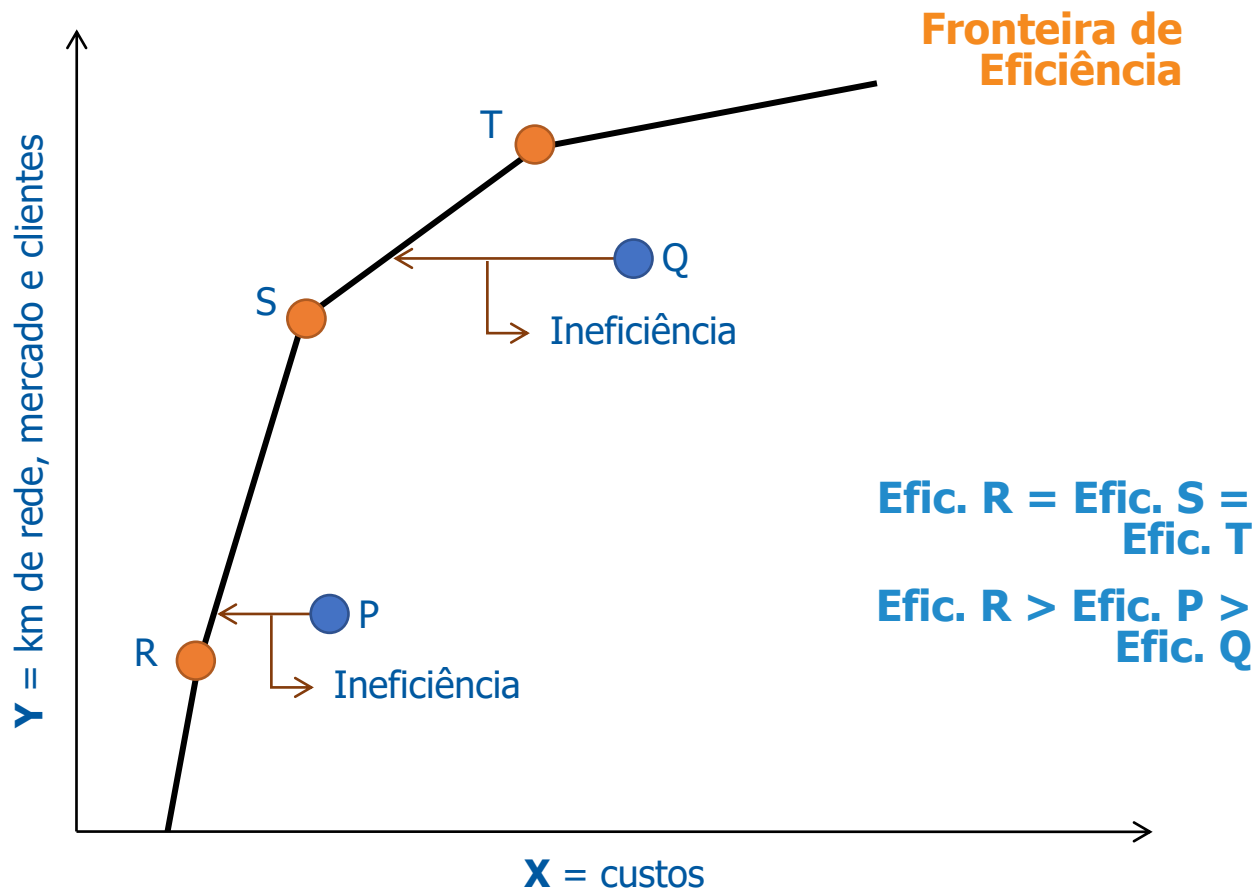 Fronteira de
Eficiência
T
Q
S
Ineficiência
Y = km de rede, mercado e clientes
Efic. R = Efic. S =
Efic. T
Efic. R > Efic. P >
Efic. Q
P
R
Ineficiência
X = custos